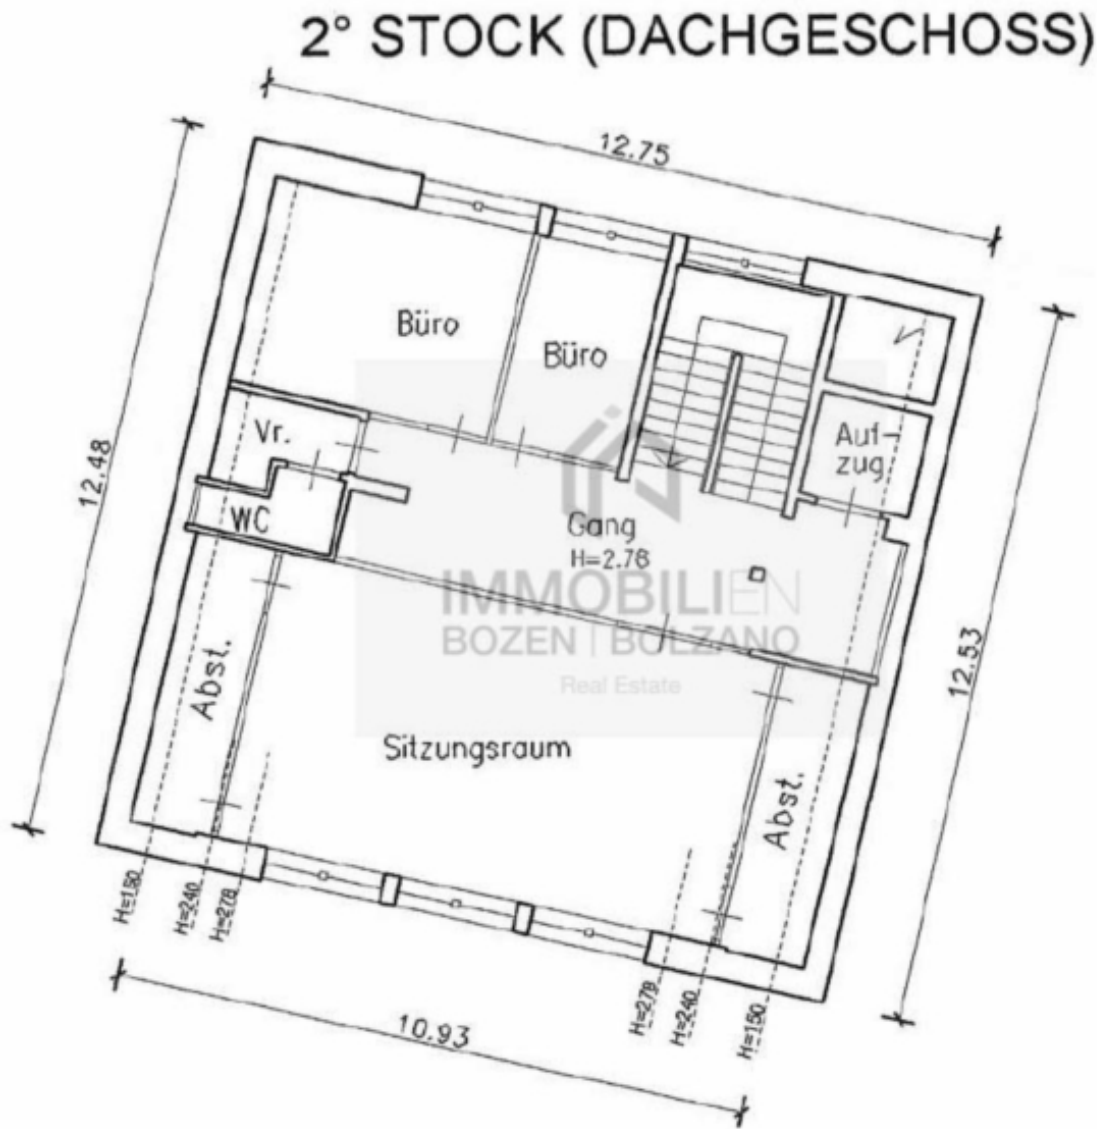 2° STOCK (DACHGESCHOSS)
12.75
12.48
Büro
Büro
Vr.
Auf-
zug
WC
Gang
H=2.78
IMMOBILIEN
BOZEN | BOLZANO
Real Estate
12.53
Abst.
Sitzungsraum
Abst.
H=150
H=240
H=278
H=278
H=240
H=150
10.93